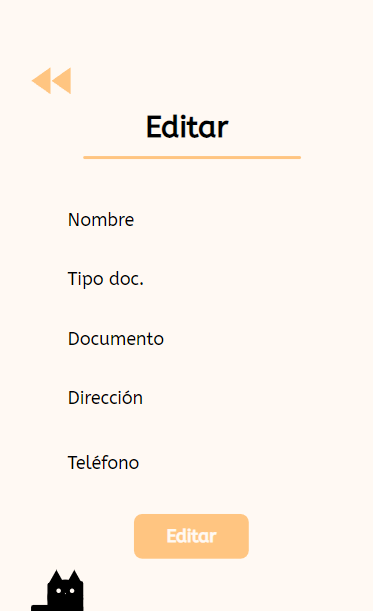 Editar
Nombre
Tipo doc.
Documento
Dirección
Teléfono
Editar